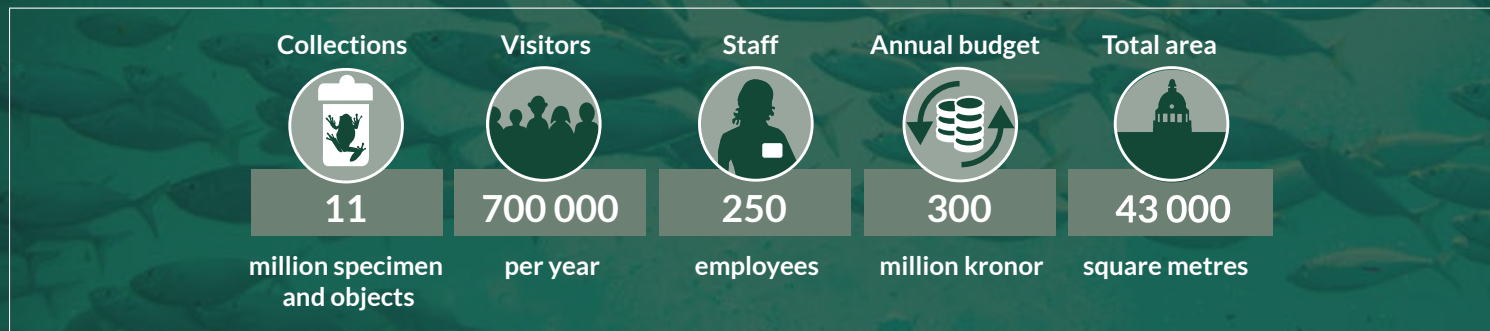 Collections
11
million specimen
and objects
Visitors
700 000
per year
Staff
250
employees
Annual budget
300
million kronor
Total area
43 000
square metres